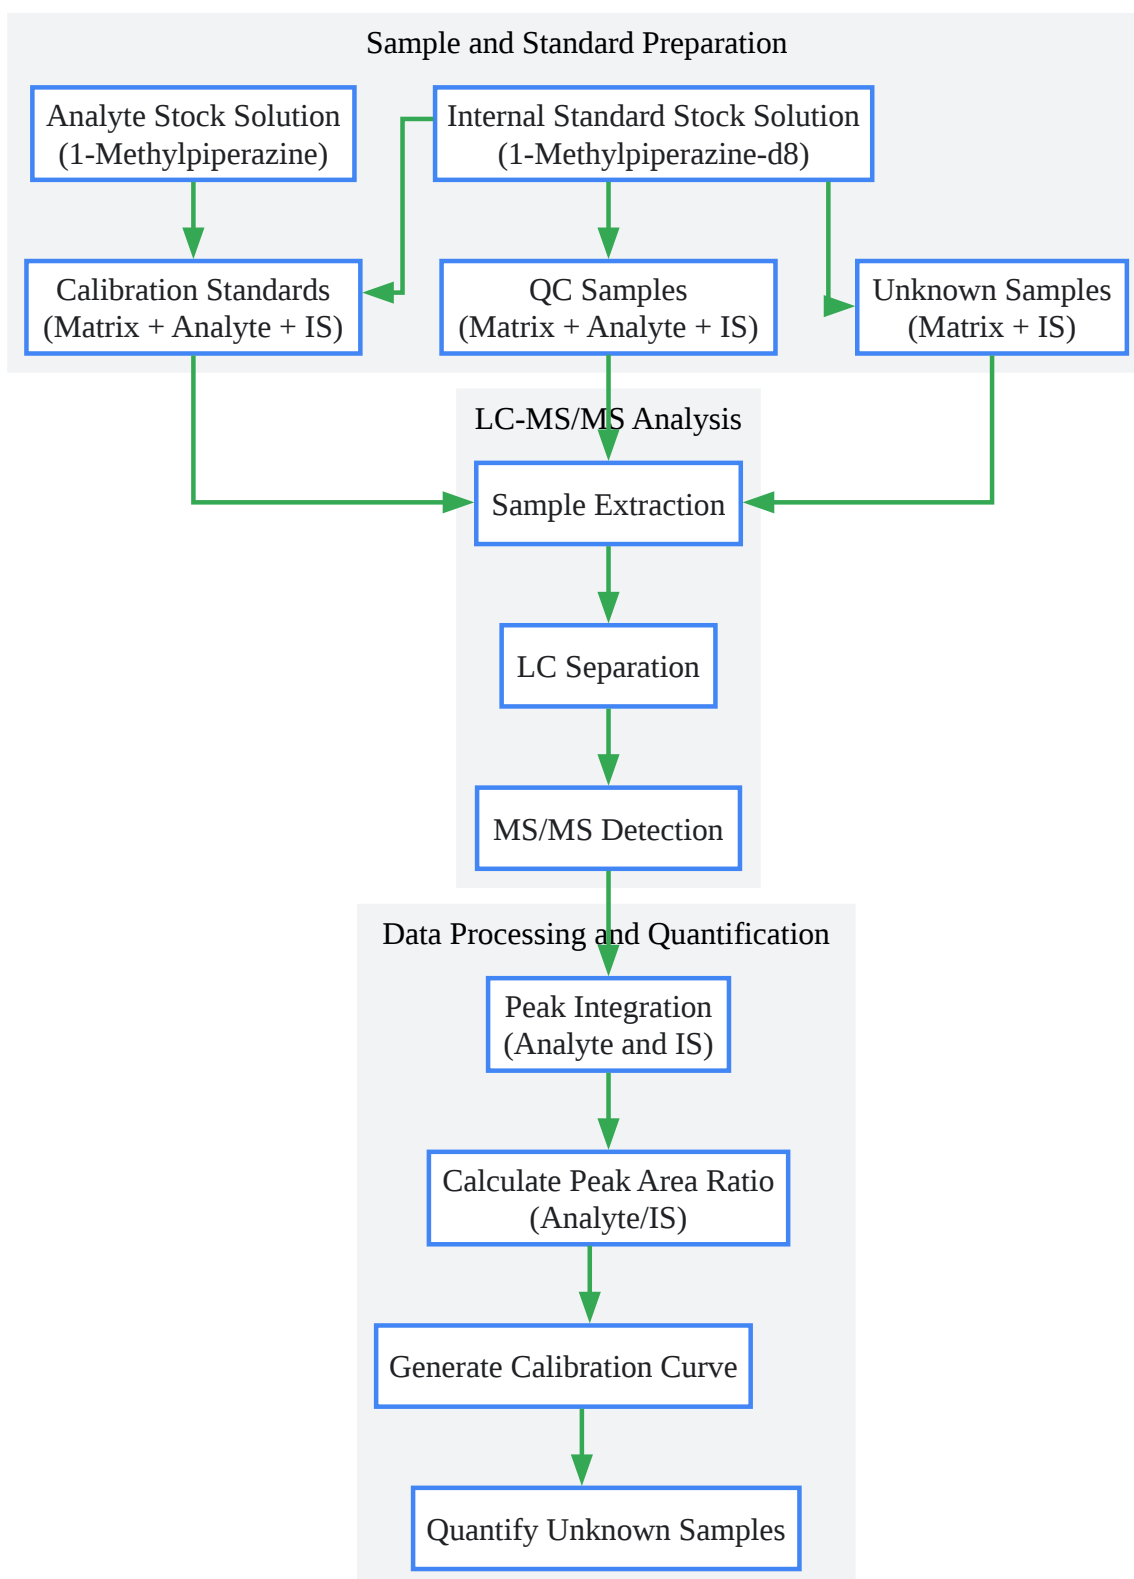 Sample and Standard Preparation
Analyte Stock Solution
(1-Methylpiperazine)
Internal Standard Stock Solution
(1-Methylpiperazine-d8)
Calibration Standards
(Matrix + Analyte + IS)
QC Samples
(Matrix + Analyte + IS)
Unknown Samples
(Matrix + IS)
LC-MS/MS Analysis
Sample Extraction
LC Separation
MS/MS Detection
Data Processing and Quantification
Peak Integration
(Analyte and IS)
Calculate Peak Area Ratio
(Analyte/IS)
Generate Calibration Curve
Quantify Unknown Samples